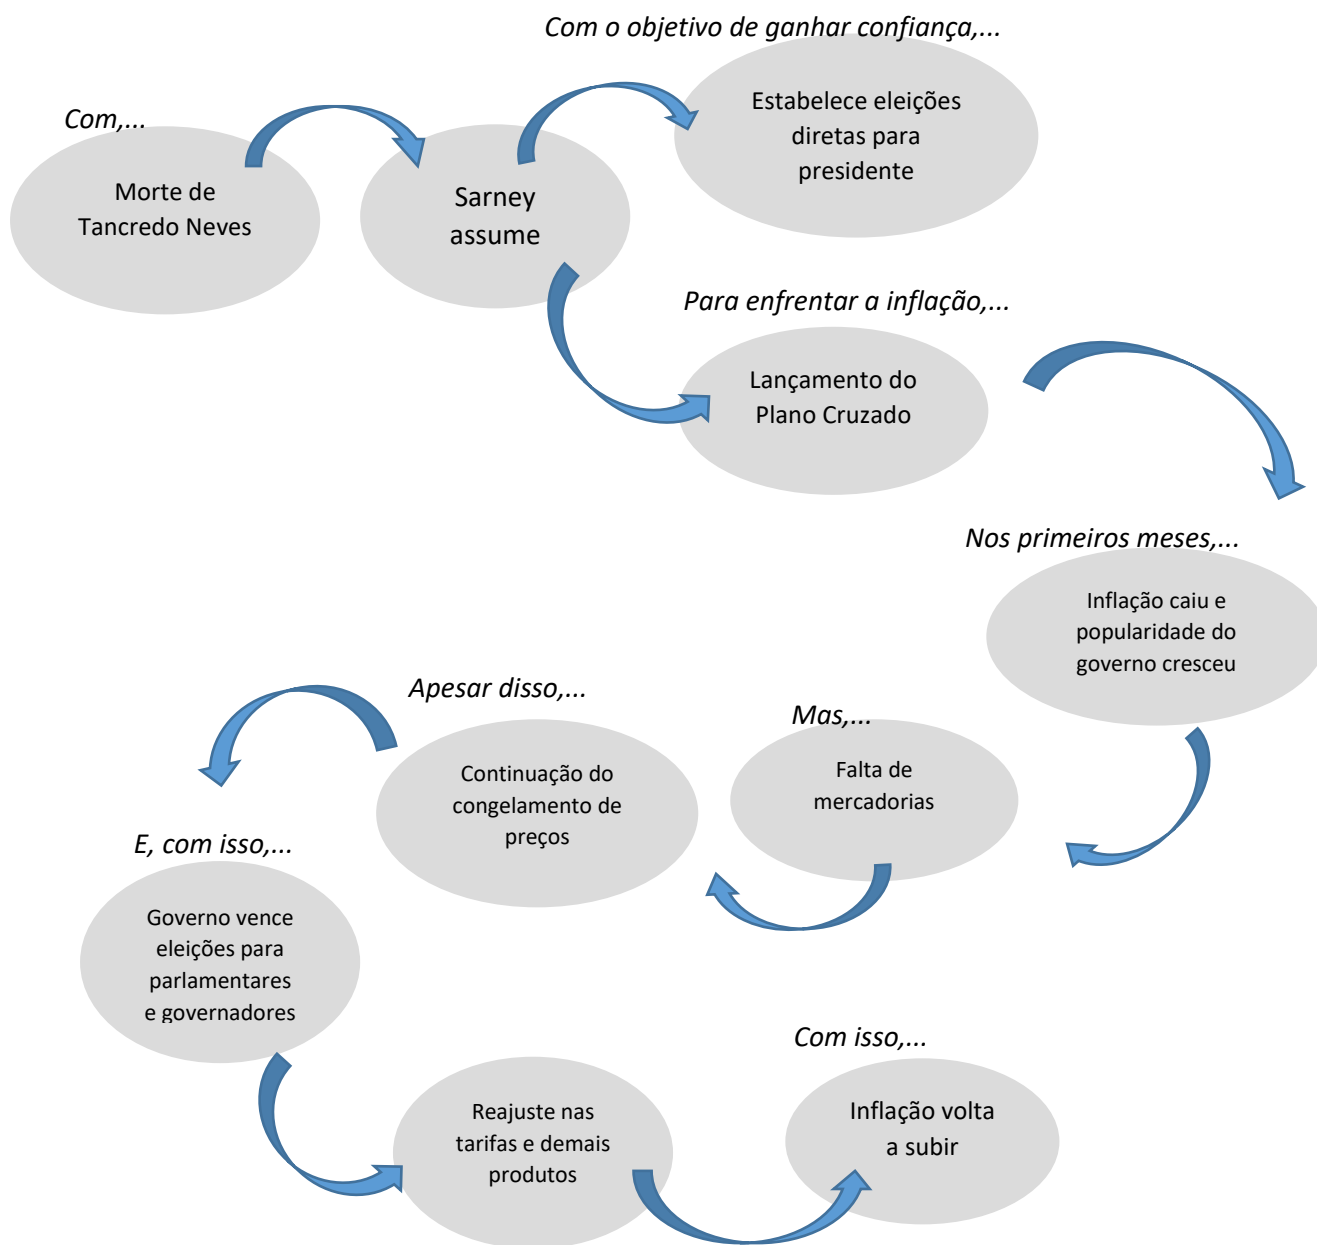 Com o objetivo de ganhar confiança,...
Estabelece eleições
diretas para
presidente
Com,...
Morte de
Tancredo Neves
Sarney
assume
Para enfrentar a inflação,...
Lançamento do
Plano Cruzado
Nos primeiros meses,...
Inflação caiu e
popularidade do
governo cresceu
Mas,...
Falta de
mercadorias
Apesar disso,...
Continuação do
congelamento de
preços
E, com isso,...
Governo vence
eleições para
parlamentares
e governadores
Reajuste nas
tarifas e demais
produtos
Com isso,...
Inflação volta
a subir